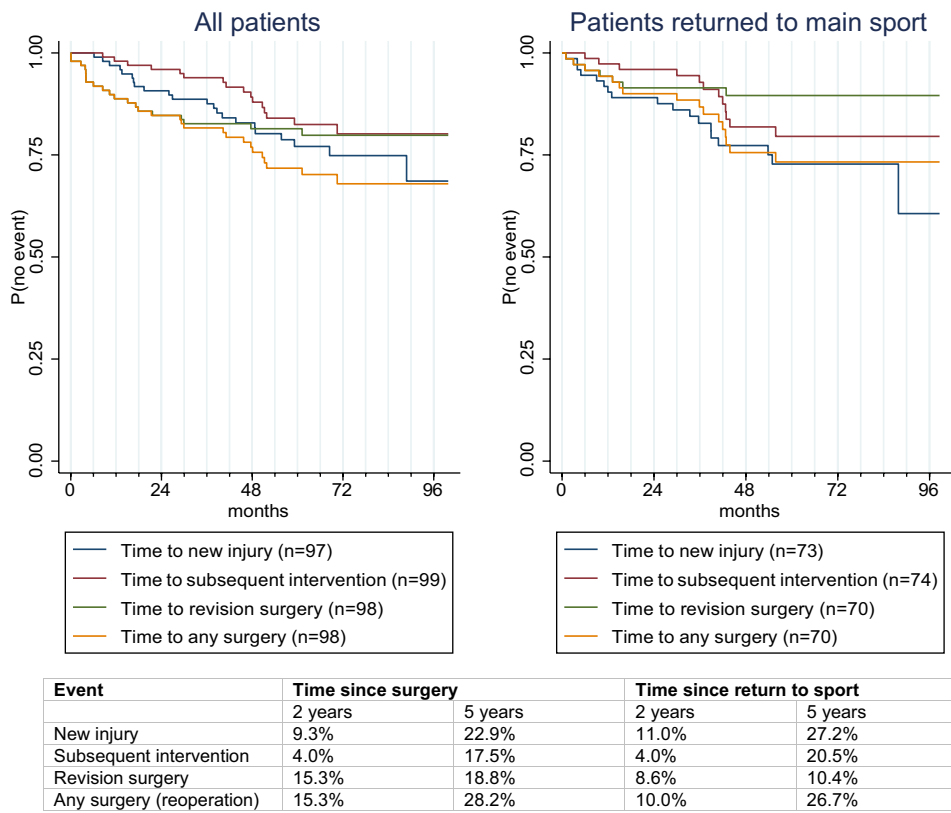 All patients
1.00
0.75
0.50
0.25
0.00
P(no event)
0 24 48 72 96
months
Time to new injury (n=97)
Time to subsequent intervention (n=99)
Time to revision surgery (n=98)
Time to any surgery (n=98)
Patients returned to main sport
1.00
0.75
0.50
0.25
0.00
P(no event)
0 24 48 72 96
months
Time to new injury (n=73)
Time to subsequent intervention (n=74)
Time to revision surgery (n=70)
Time to any surgery (n=70)
Event Time since surgery Time since return to sport
2 years 5 years 2 years 5 years
New injury 9.3% 22.9% 11.0% 27.2%
Subsequent intervention 4.0% 17.5% 4.0% 20.5%
Revision surgery 15.3% 18.8% 8.6% 10.4%
Any surgery (reoperation) 15.3% 28.2% 10.0% 26.7%